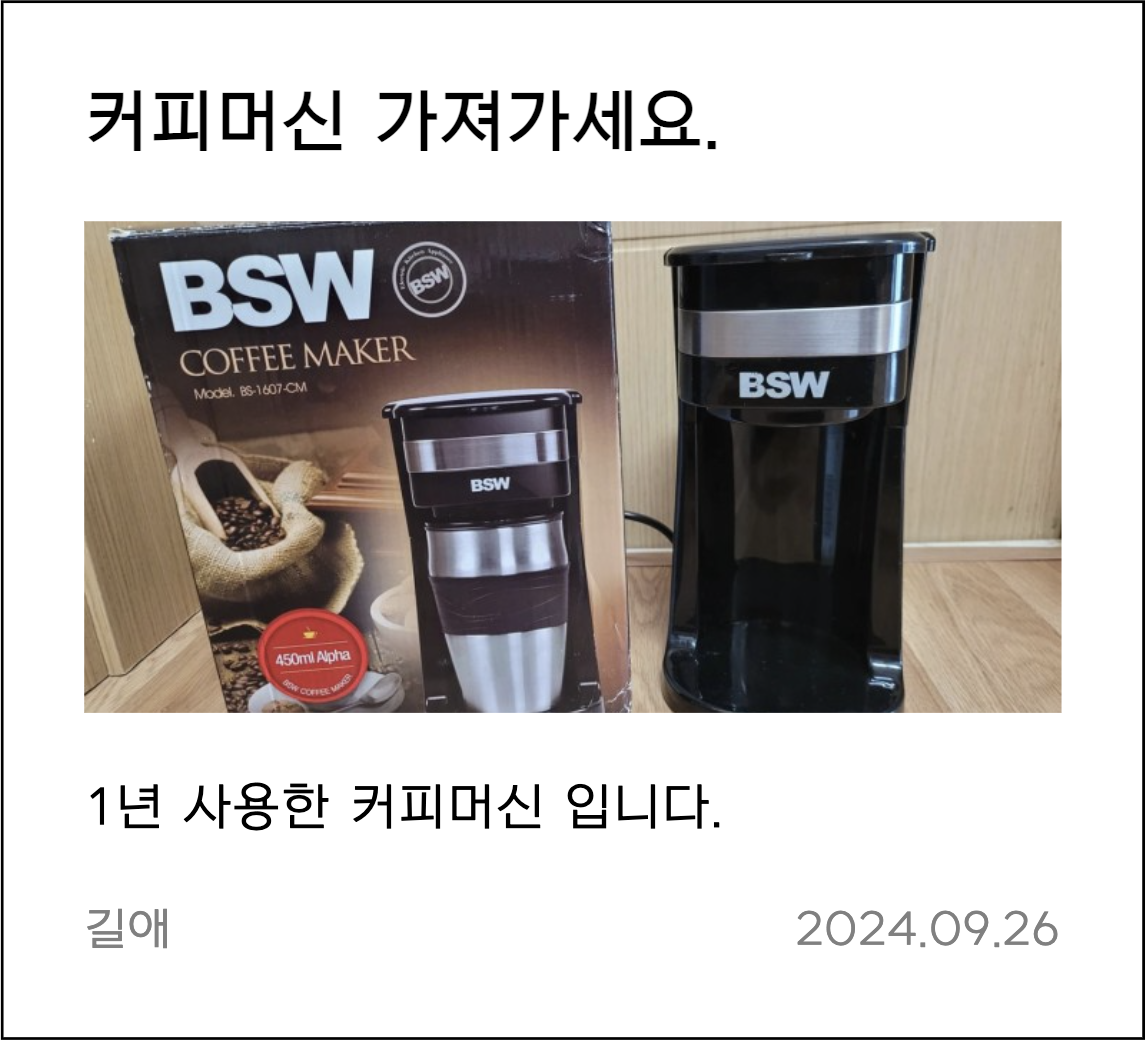 커피머신 가져가세요.
BSW
BSW
COFFEE MAKER
Model. BS-1607-CM
BSW
BSW
450ml Alpha
BSW COFFEE MAKER
1년 사용한 커피머신 입니다.
길애
2024.09.26